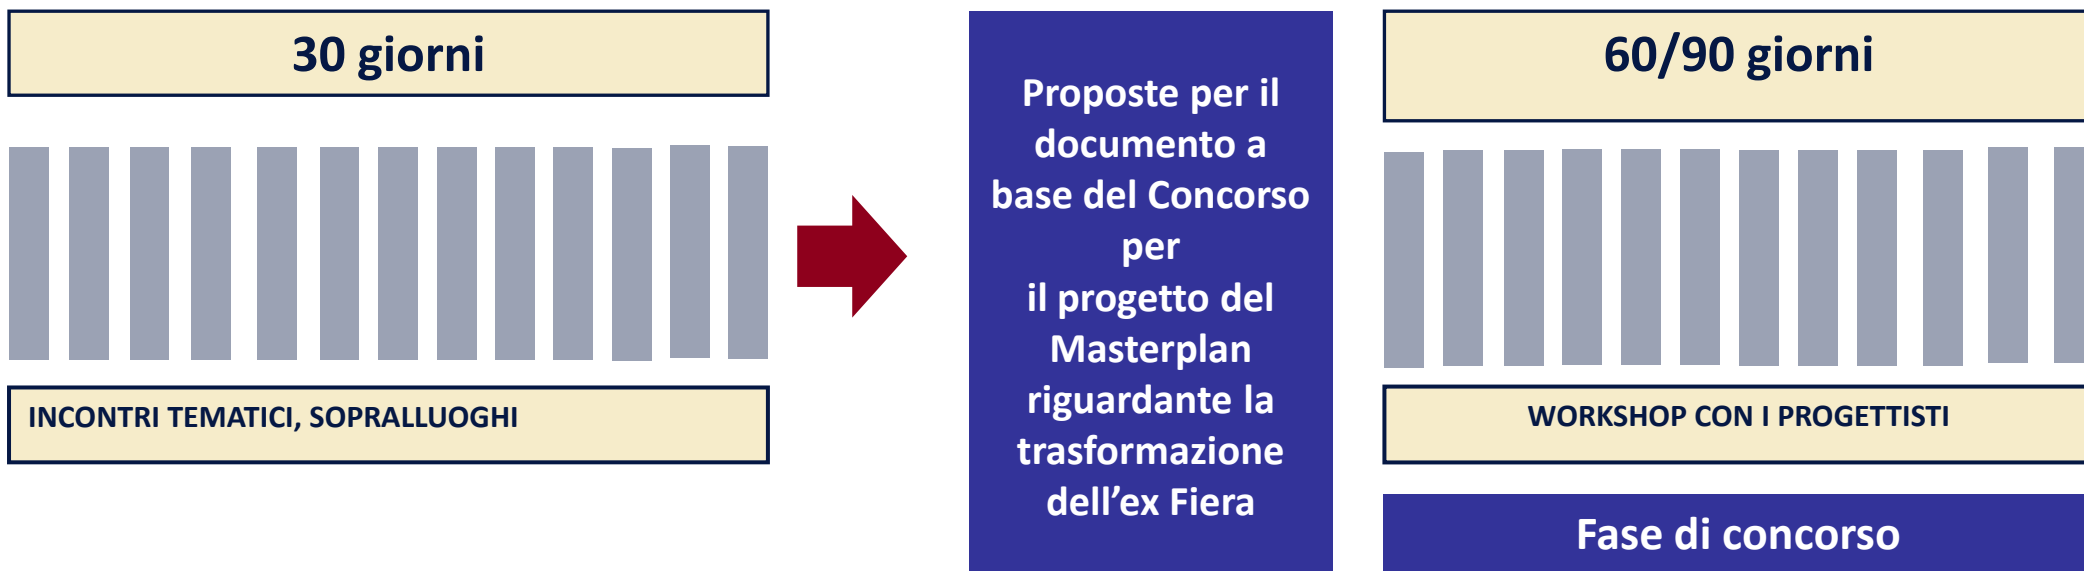 30 giorni
INCONTRI TEMATICI, SOPRALLUOGHI
Proposte per il
documento a
base del Concorso
per
il progetto del
Masterplan
riguardante la
trasformazione
dell’ex Fiera
60/90 giorni
WORKSHOP CON I PROGETTISTI
Fase di concorso